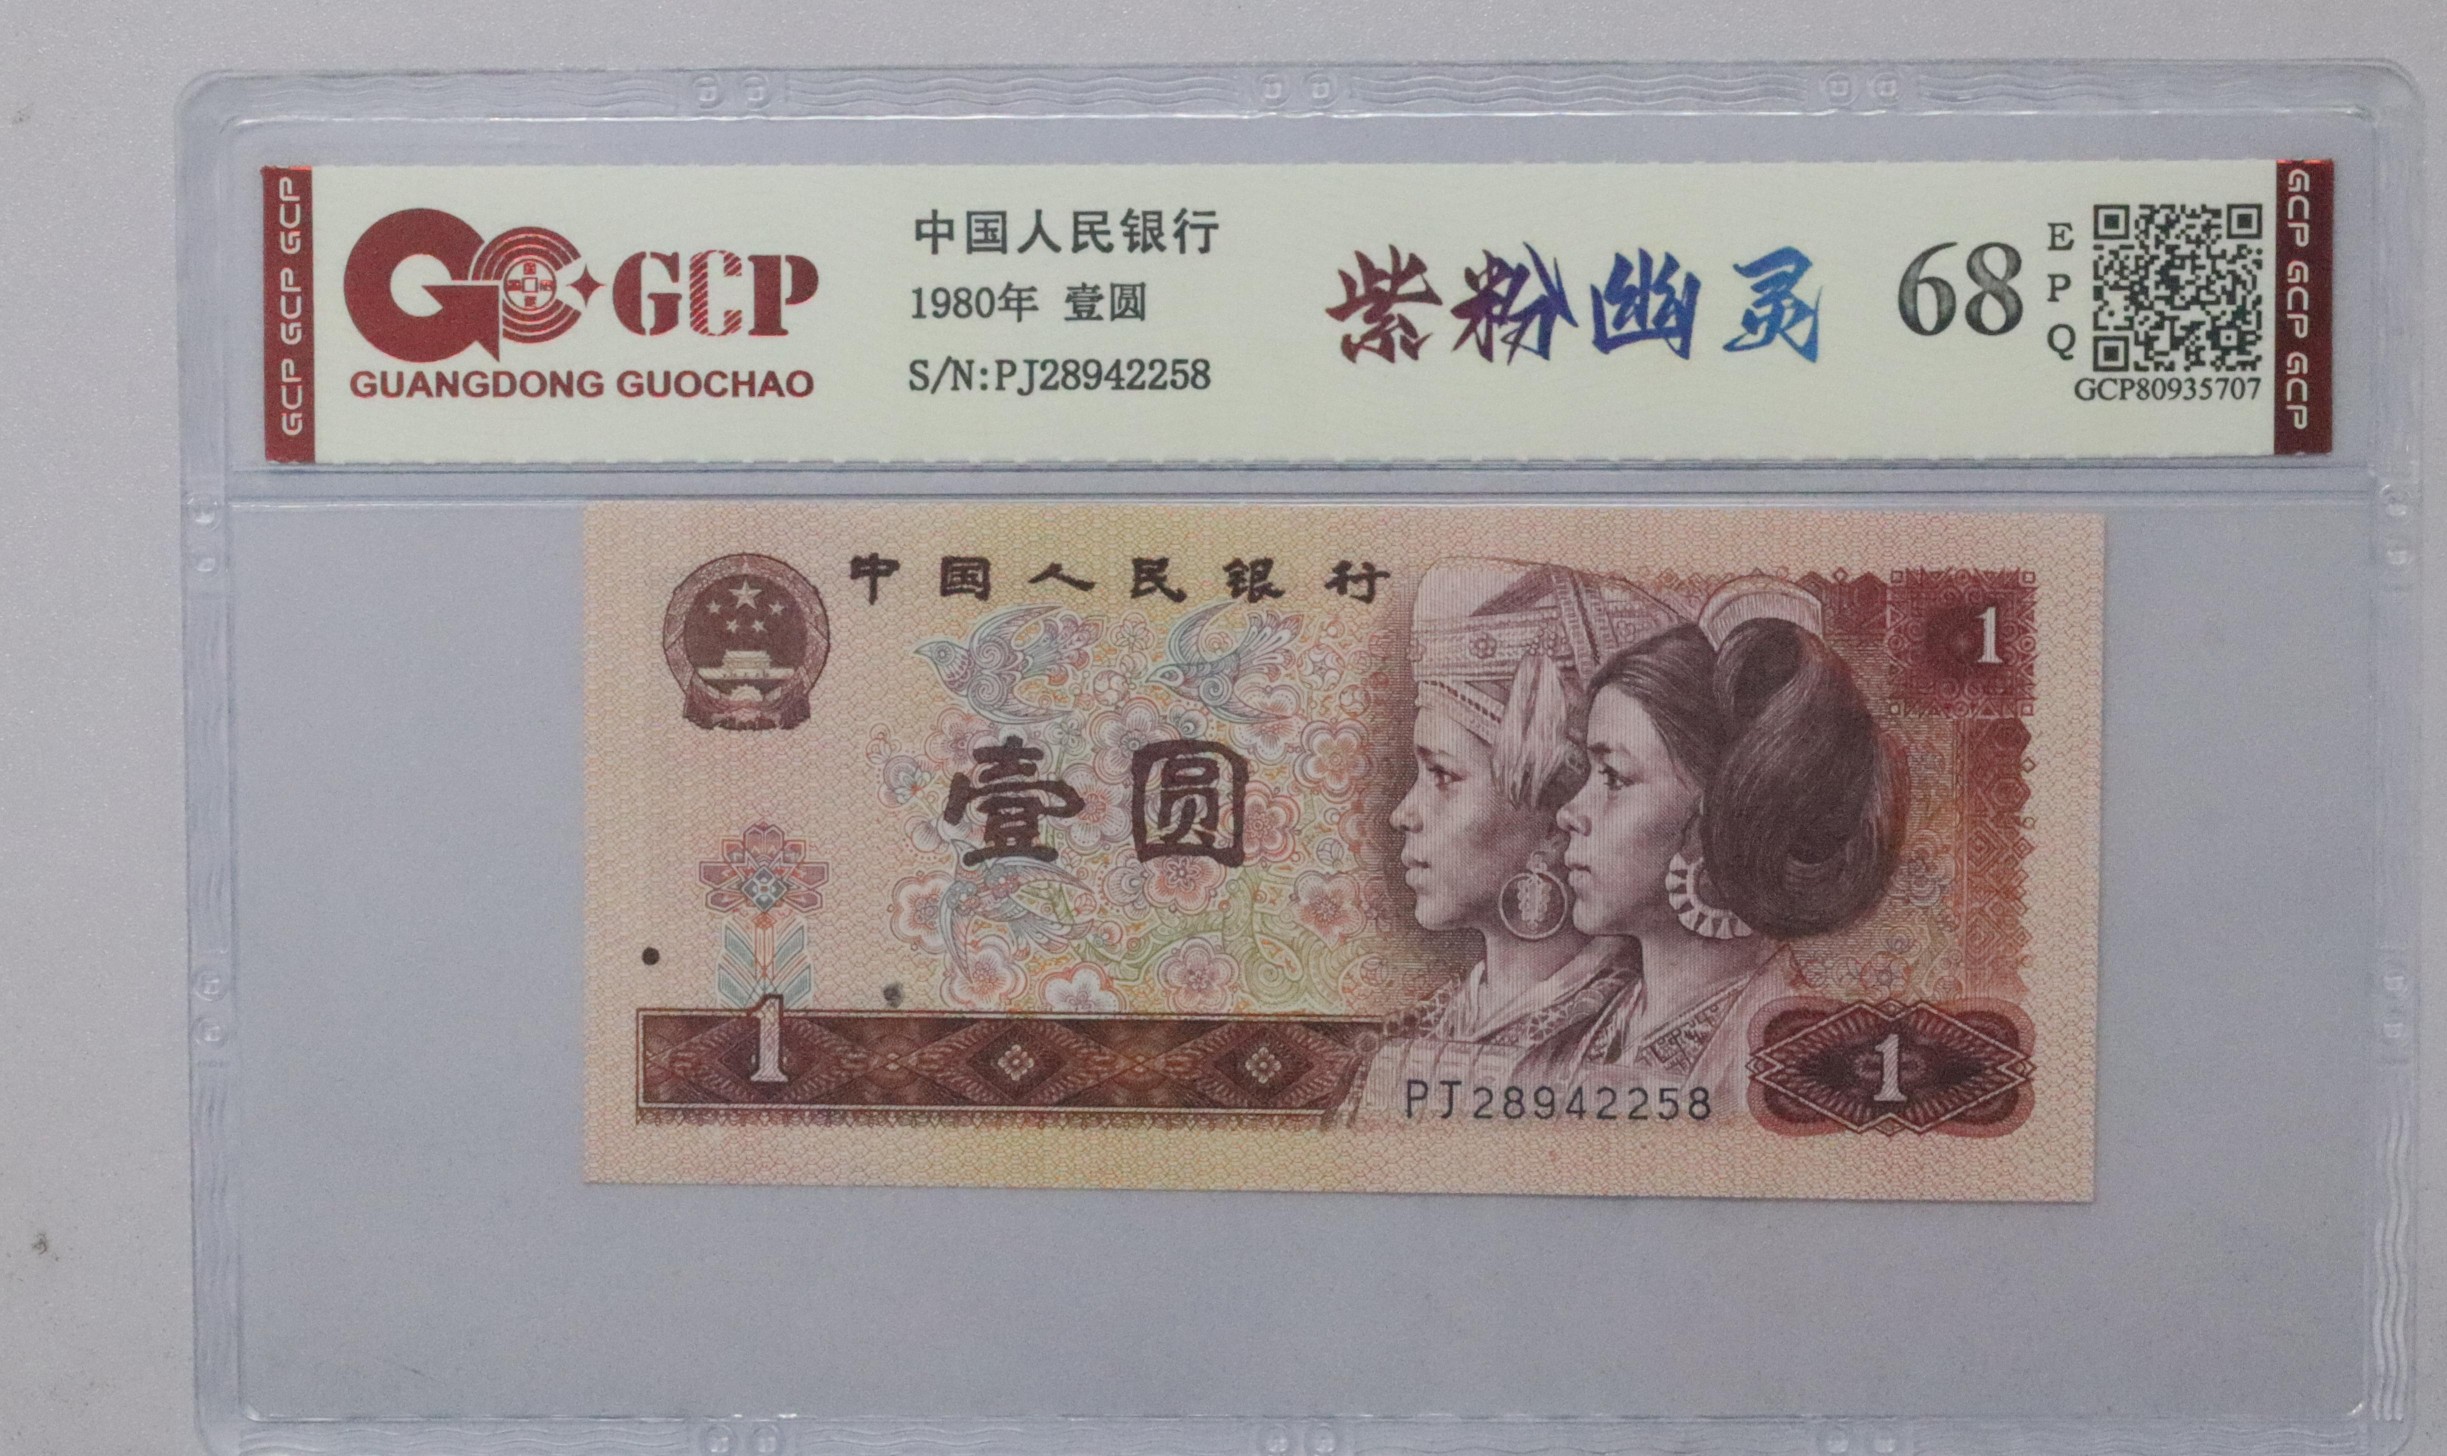 GCP GCP GCP
GCP
GUANGDONG GUOCHAO
中国人民银行
1980年 壹圆
S/N:PJ28942258
紫粉幽灵
68
E
P
Q
GCP80935707
GCP GCP GCP
中国人民银行
1
壹圆
1
PJ28942258
1